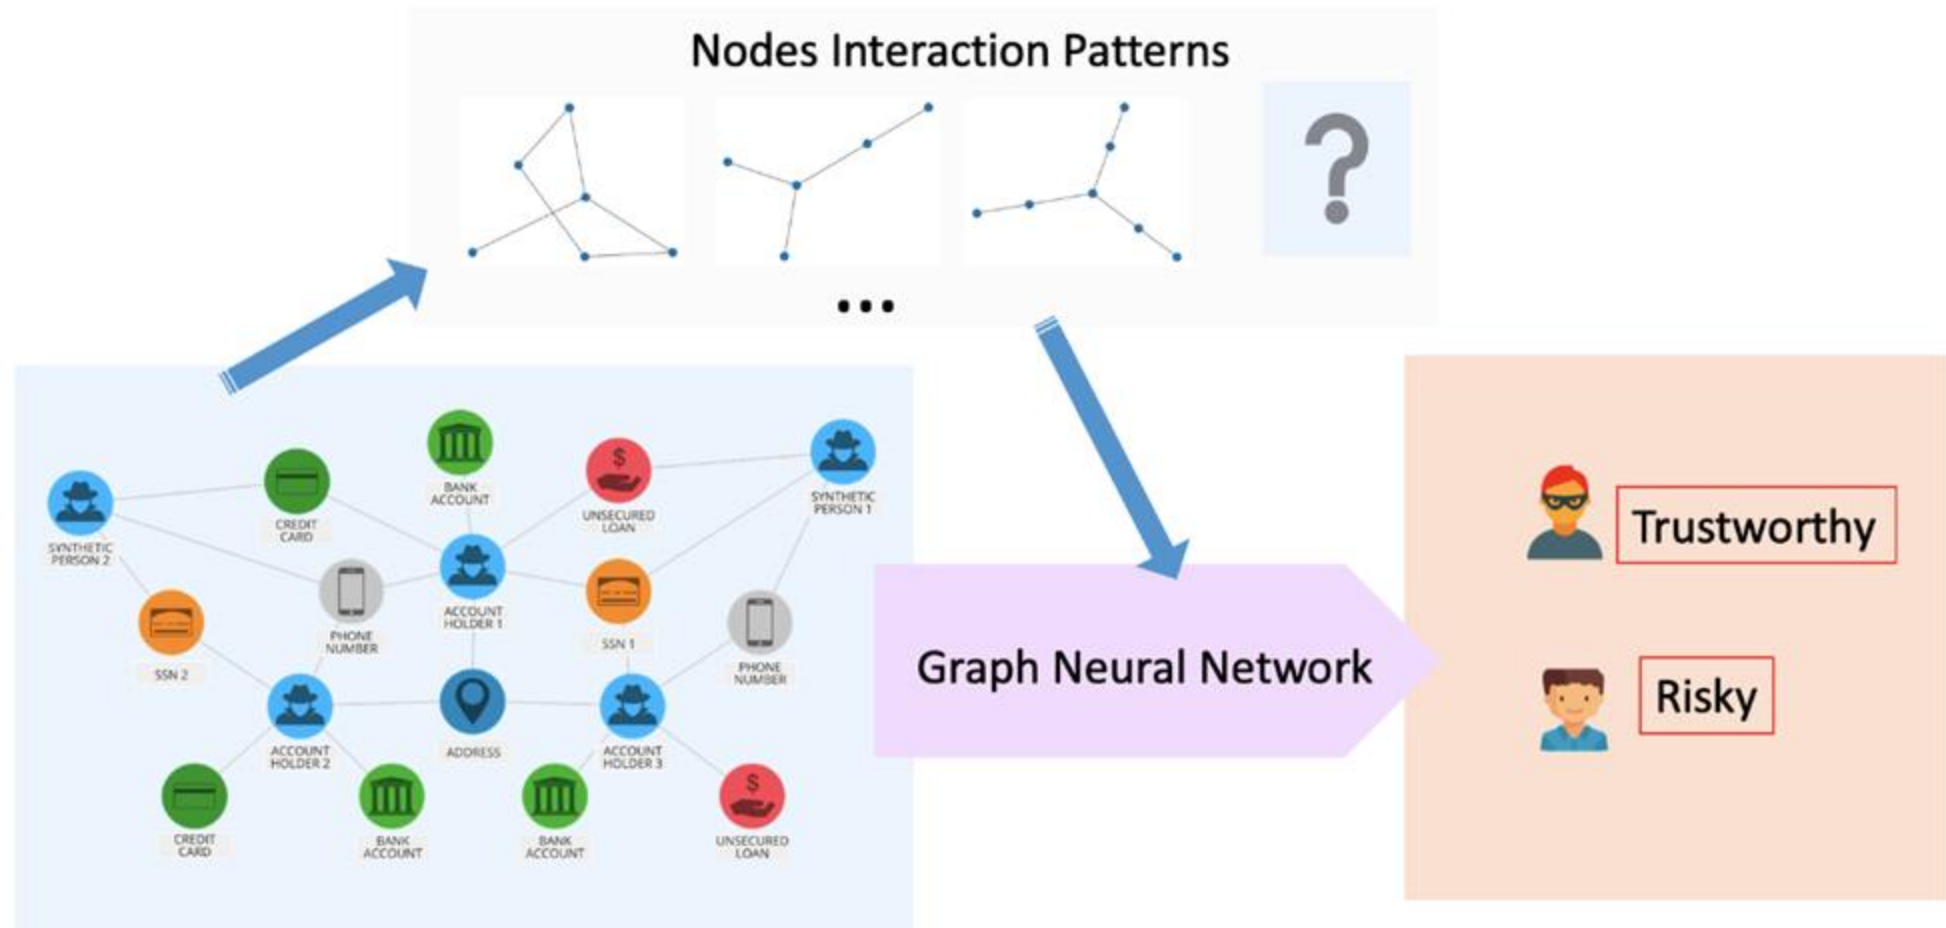 Nodes Interaction Patterns
?
...
BANK
ACCOUNT
UNSECURED
LOAN
SYNTHETIC
PERSON 1
CREDIT
CARD
SYNTHETIC
PERSON 2
ACCOUNT
HOLDER 1
PHONE
NUMBER
SSN 1
SSN 2
PHONE
NUMBER
ACCOUNT
HOLDER 2
ADDRESS
ACCOUNT
HOLDER 3
CREDIT
CARD
BANK
ACCOUNT
BANK
ACCOUNT
UNSECURED
LOAN
$
$
Graph Neural Network
Trustworthy
Risky